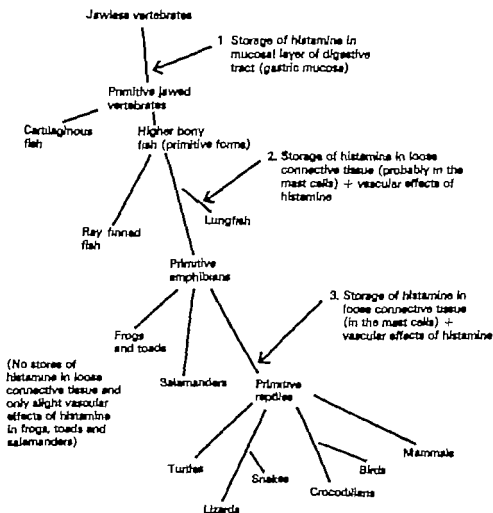 Jawless vertebrates
1 Storage of histamine in
mucosal layer of digestive
tract (gastric mucosa)
Primitive jawed
vertebrates
Cartilaginous
fish
Higher bony
fish (primitive forms)
2. Storage of histamine in loose
connective tissue (probably in the
mast cells) + vascular effects of
histamine
Lungfish
Ray finned
fish
Primitive
amphibians
3. Storage of histamine in
loose connective tissue
(in the mast cells) +
vascular effects of histamine
Frogs
and toads
(No stores of
histamine in loose
connective tissue and
only slight vascular
effects of histamine
in frogs, toads and
salamanders)
Salamanders
Primitive
reptiles
Turtles
Snakes
Lizards
Crocodilians
Birds
Mammals